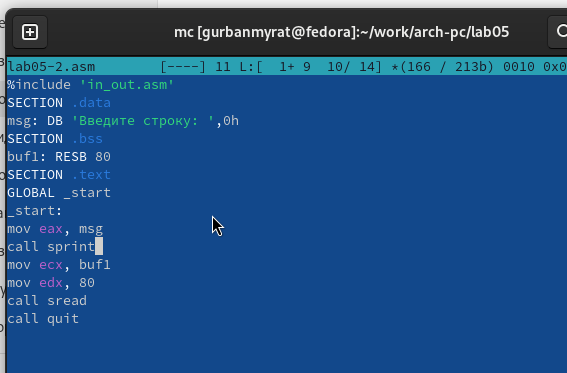 mc [gurbanmyrat@fedora]:~/work/arch-pc/lab05
lab05-2.asm [----] 11 L:[ 1+ 9 10/ 14] *(166 / 213b) 0010 0x0
%include 'in_out.asm'
SECTION .data
msg: DB 'Введите строку: ',0h
SECTION .bss
buf1: RESB 80
SECTION .text
GLOBAL _start
_start:
mov eax, msg
call sprint
mov ecx, buf1
mov edx, 80
call sread
call quit